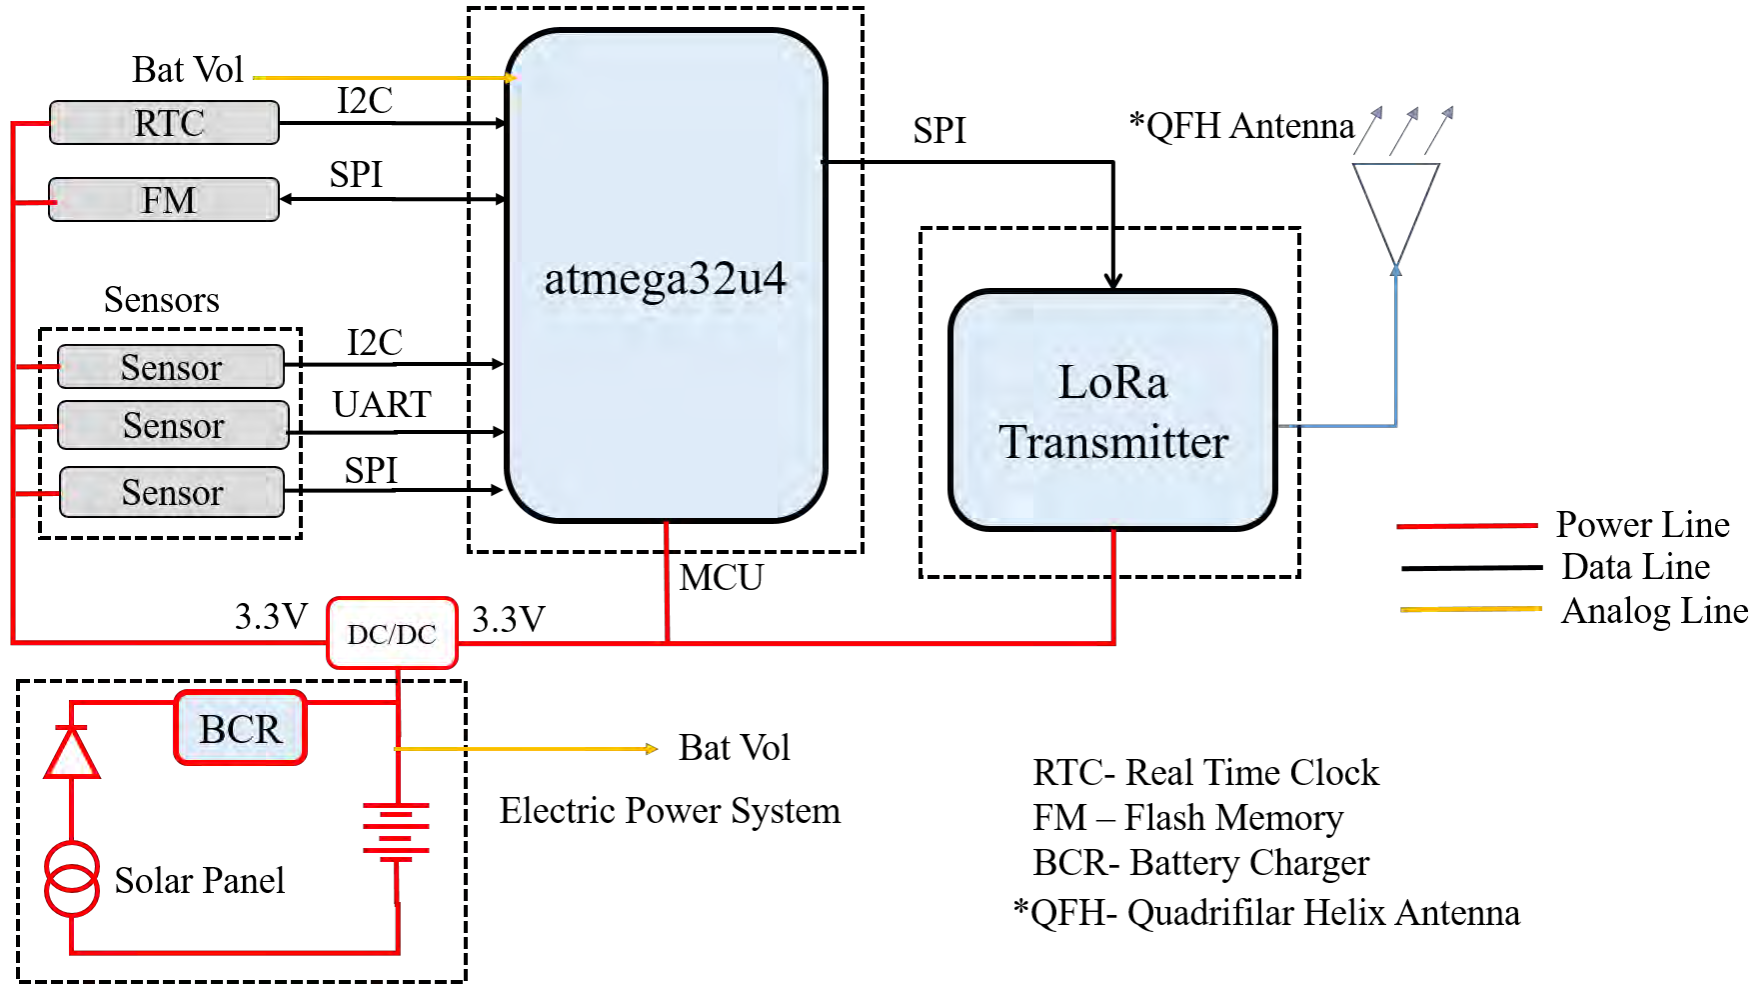 Bat Vol
RTC
I2C
FM
SPI
Sensors
Sensor
I2C
Sensor
UART
Sensor
SPI
atmega32u4
MCU
SPI
*QFH Antenna
LoRa
Transmitter
Power Line
Data Line
Analog Line
3.3V
DC/DC
3.3V
BCR
Bat Vol
Electric Power System
Solar Panel
RTC- Real Time Clock
FM – Flash Memory
BCR- Battery Charger
*QFH- Quadrifilar Helix Antenna